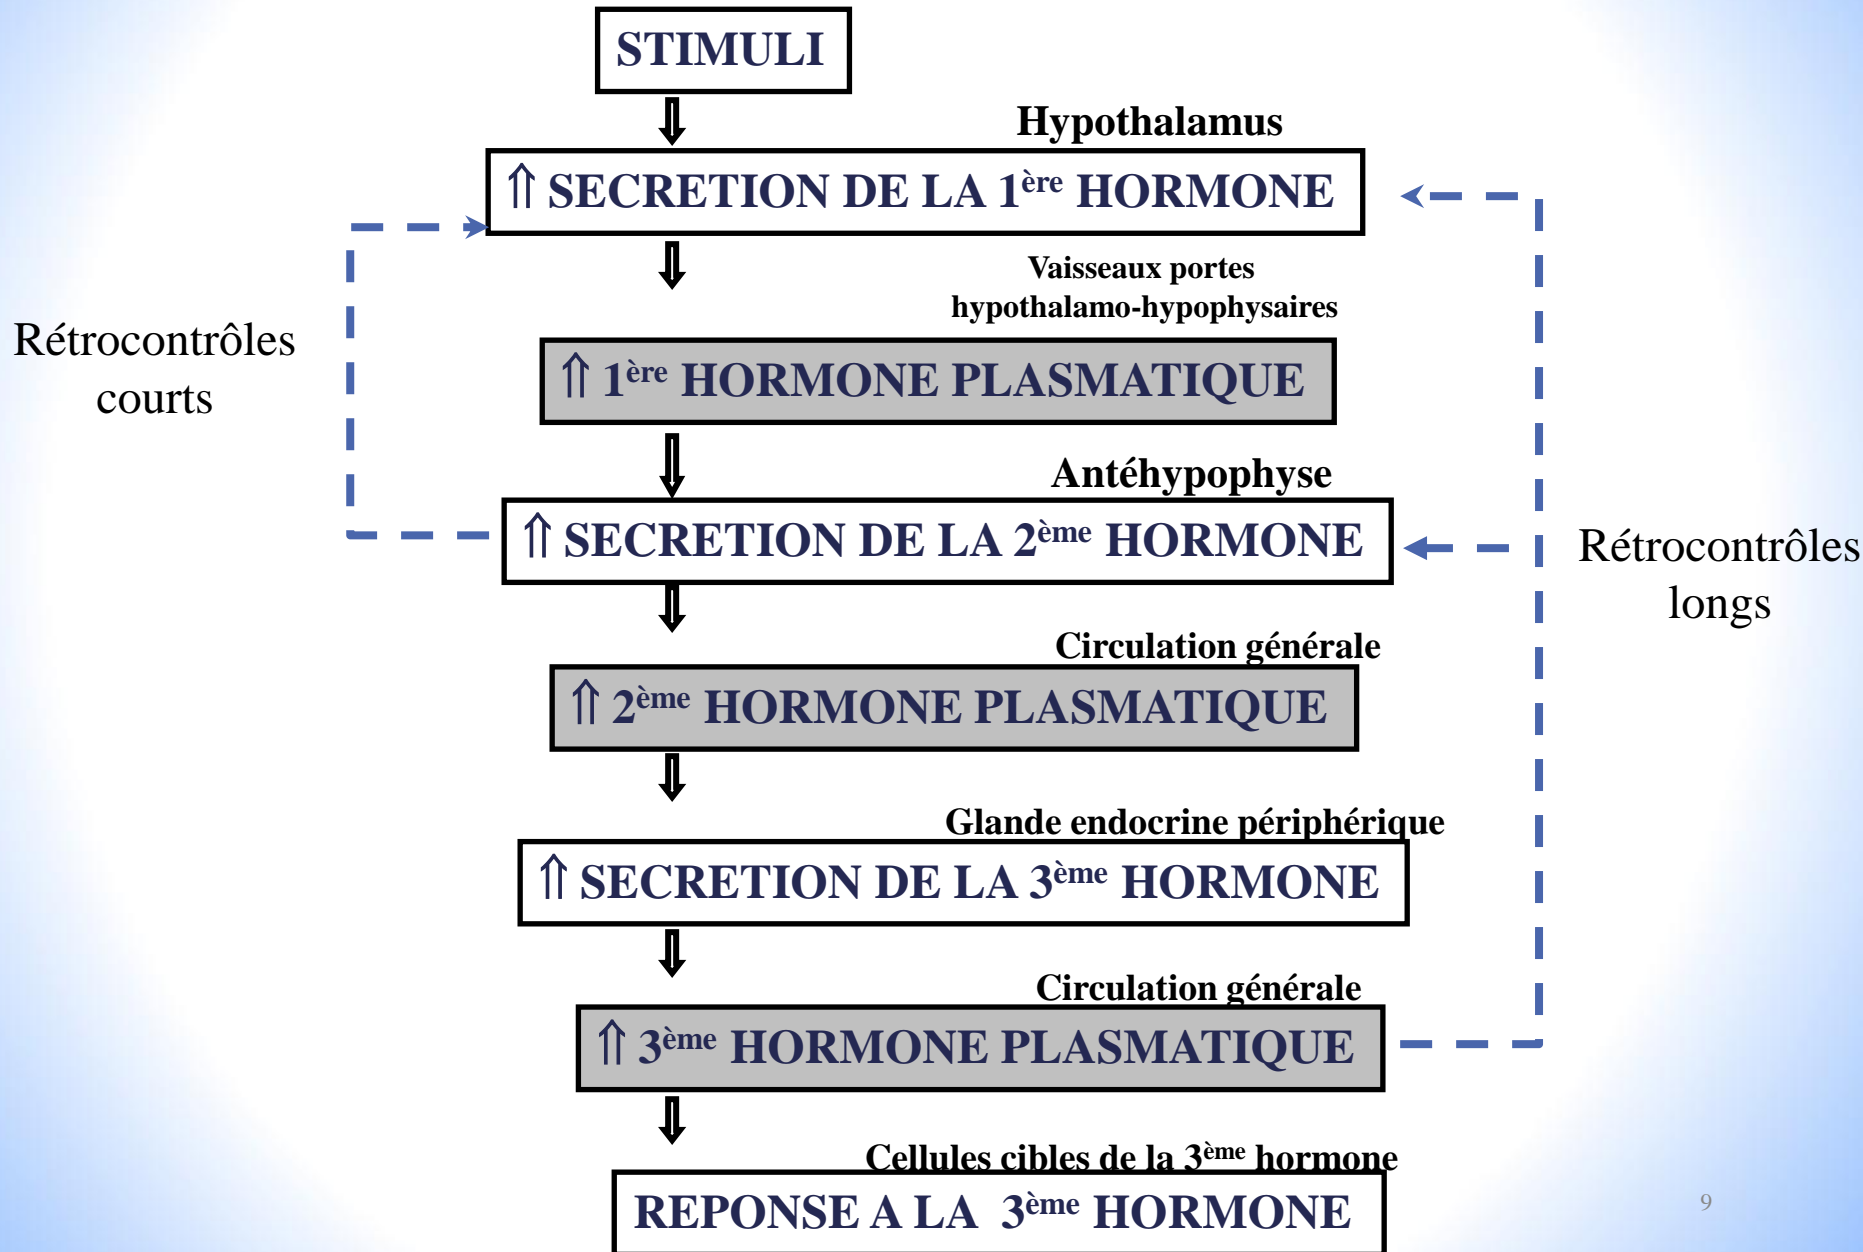 STIMULI
Hypothalamus
⇑ SECRETION DE LA 1ère HORMONE
Vaisseaux portes
hypothalamo-hypophysaires
Rétrocontrôles
courts
⇑ 1ère HORMONE PLASMATIQUE
Antéhypophyse
⇑ SECRETION DE LA 2ème HORMONE
Rétrocontrôles
longs
Circulation générale
⇑ 2ème HORMONE PLASMATIQUE
Glande endocrine périphérique
⇑ SECRETION DE LA 3ème HORMONE
Circulation générale
⇑ 3ème HORMONE PLASMATIQUE
Cellules cibles de la 3ème hormone
REPONSE A LA 3ème HORMONE
9